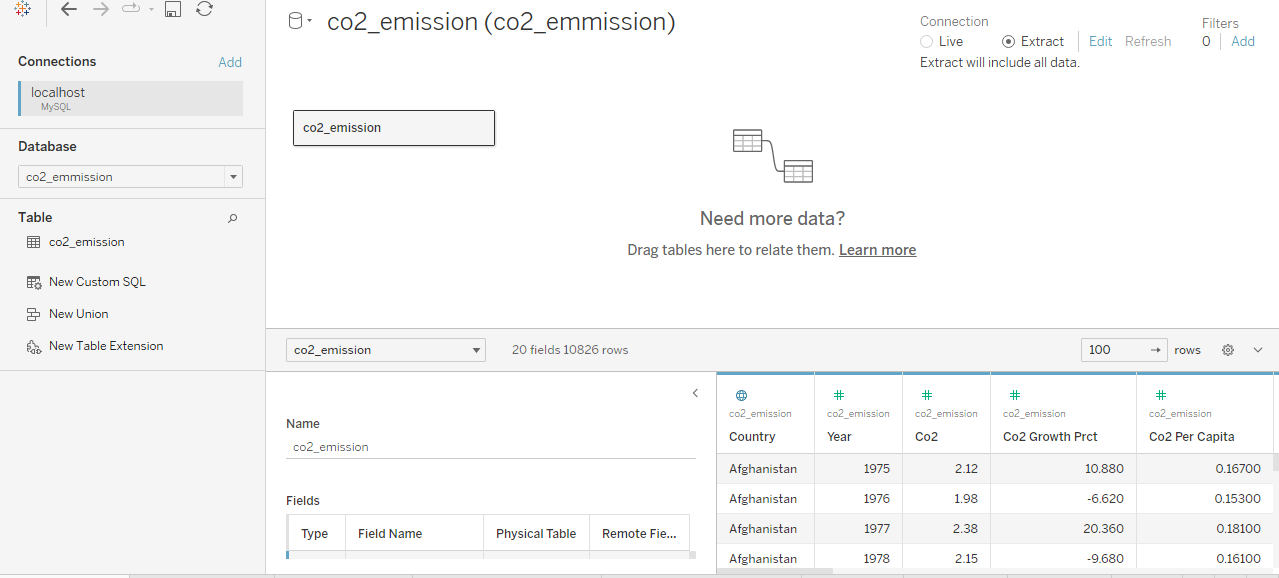 co2_emission (co2_emmission)
Connection
Live
Extract
Edit
Refresh
Extract will include all data.
Filters
0
Add
Connections
Add
localhost
MySQL
Database
co2_emmission
Table
co2_emission
New Custom SQL
New Union
New Table Extension
co2_emission
Need more data?
Drag tables here to relate them. Learn more
co2_emission
20 fields 10826 rows
100
rows
Name
co2_emission
Fields
Type Field Name Physical Table Remote Fie...
co2_emission co2_emission co2_emission co2_emission co2_emission
Country Year Co2 Co2 Growth Prct Co2 Per Capita
Afghanistan 1975 2.12 10.880 0.16700
Afghanistan 1976 1.98 -6.620 0.15300
Afghanistan 1977 2.38 20.360 0.18100
Afghanistan 1978 2.15 -9.680 0.16100